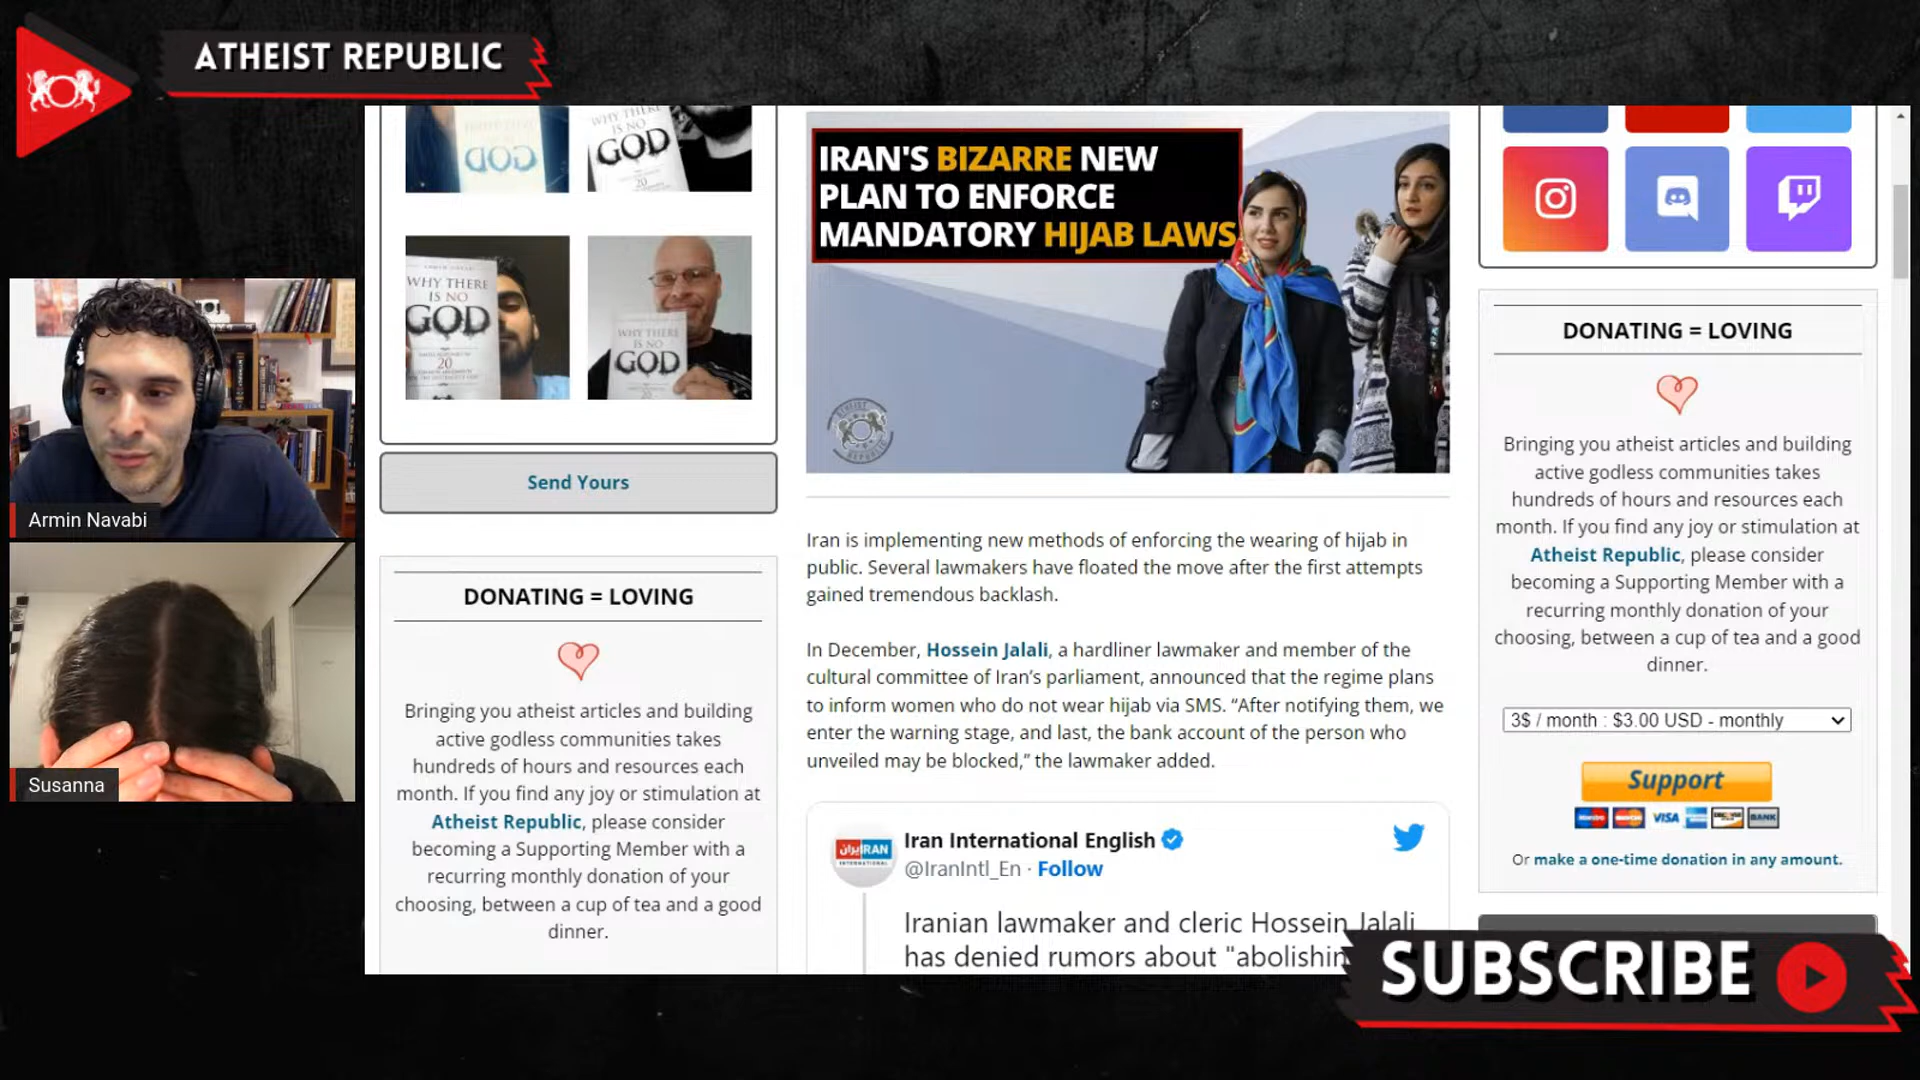 ATHEIST REPUBLIC
Armin Navabi
Susanna
GOD
WHY THERE
IS NO
GOD
20
WHY THERE
IS NO
GOD
20
WHY THERE
IS NO
GOD
Send Yours
DONATING = LOVING
Bringing you atheist articles and building
active godless communities takes
hundreds of hours and resources each
month. If you find any joy or stimulation at
Atheist Republic, please consider
becoming a Supporting Member with a
recurring monthly donation of your
choosing, between a cup of tea and a good
dinner.
IRAN'S BIZARRE NEW
PLAN TO ENFORCE
MANDATORY HIJAB LAWS
ATHEIST
REPUBLIC
Iran is implementing new methods of enforcing the wearing of hijab in
public. Several lawmakers have floated the move after the first attempts
gained tremendous backlash.
In December, Hossein Jalali, a hardliner lawmaker and member of the
cultural committee of Iran’s parliament, announced that the regime plans
to inform women who do not wear hijab via SMS. “After notifying them, we
enter the warning stage, and last, the bank account of the person who
unveiled may be blocked,” the lawmaker added.
ایران IRAN
INTERNATIONAL
Iran International English
@IranIntl_En · Follow
Iranian lawmaker and cleric Hossein Jalali
has denied rumors about "abolishin
DONATING = LOVING
Bringing you atheist articles and building
active godless communities takes
hundreds of hours and resources each
month. If you find any joy or stimulation at
Atheist Republic, please consider
becoming a Supporting Member with a
recurring monthly donation of your
choosing, between a cup of tea and a good
dinner.
3$ / month : $3.00 USD - monthly
Support
VISA
BANK
Or make a one-time donation in any amount.
SUBSCRIBE